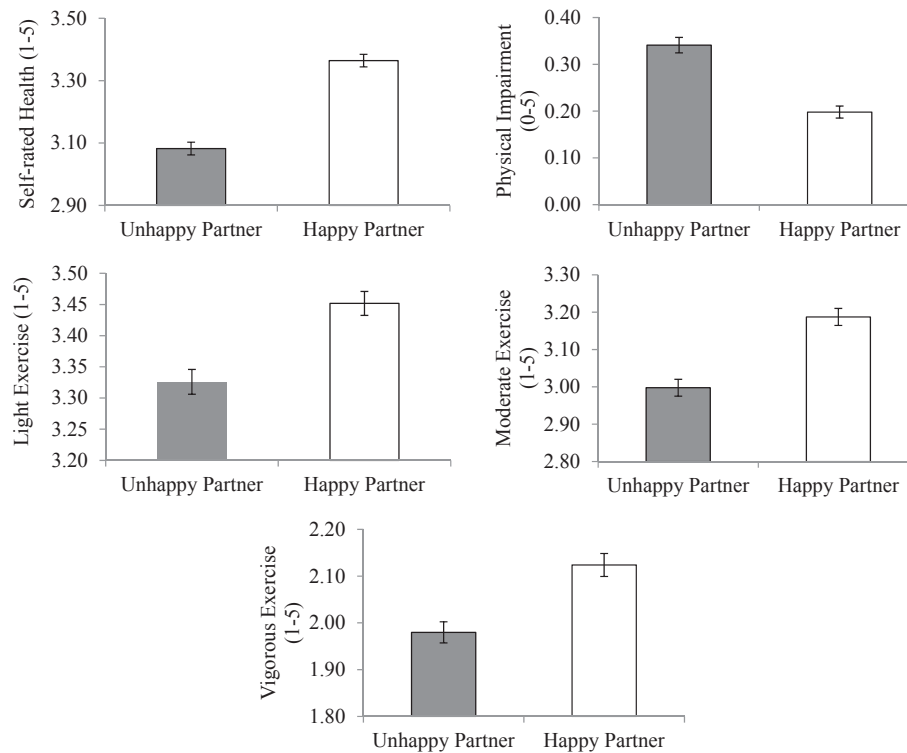 Self-rated Health (1-5)
3.50
3.30
3.10
2.90
Unhappy Partner
Happy Partner
Physical Impairment
(0-5)
0.40
0.30
0.20
0.10
0.00
Unhappy Partner
Happy Partner
Light Exercise (1-5)
3.50
3.45
3.40
3.35
3.30
3.25
3.20
Unhappy Partner
Happy Partner
Moderate Exercise
(1-5)
3.30
3.20
3.10
3.00
2.90
2.80
Unhappy Partner
Happy Partner
Vigorous Exercise
(1-5)
2.20
2.10
2.00
1.90
1.80
Unhappy Partner
Happy Partner